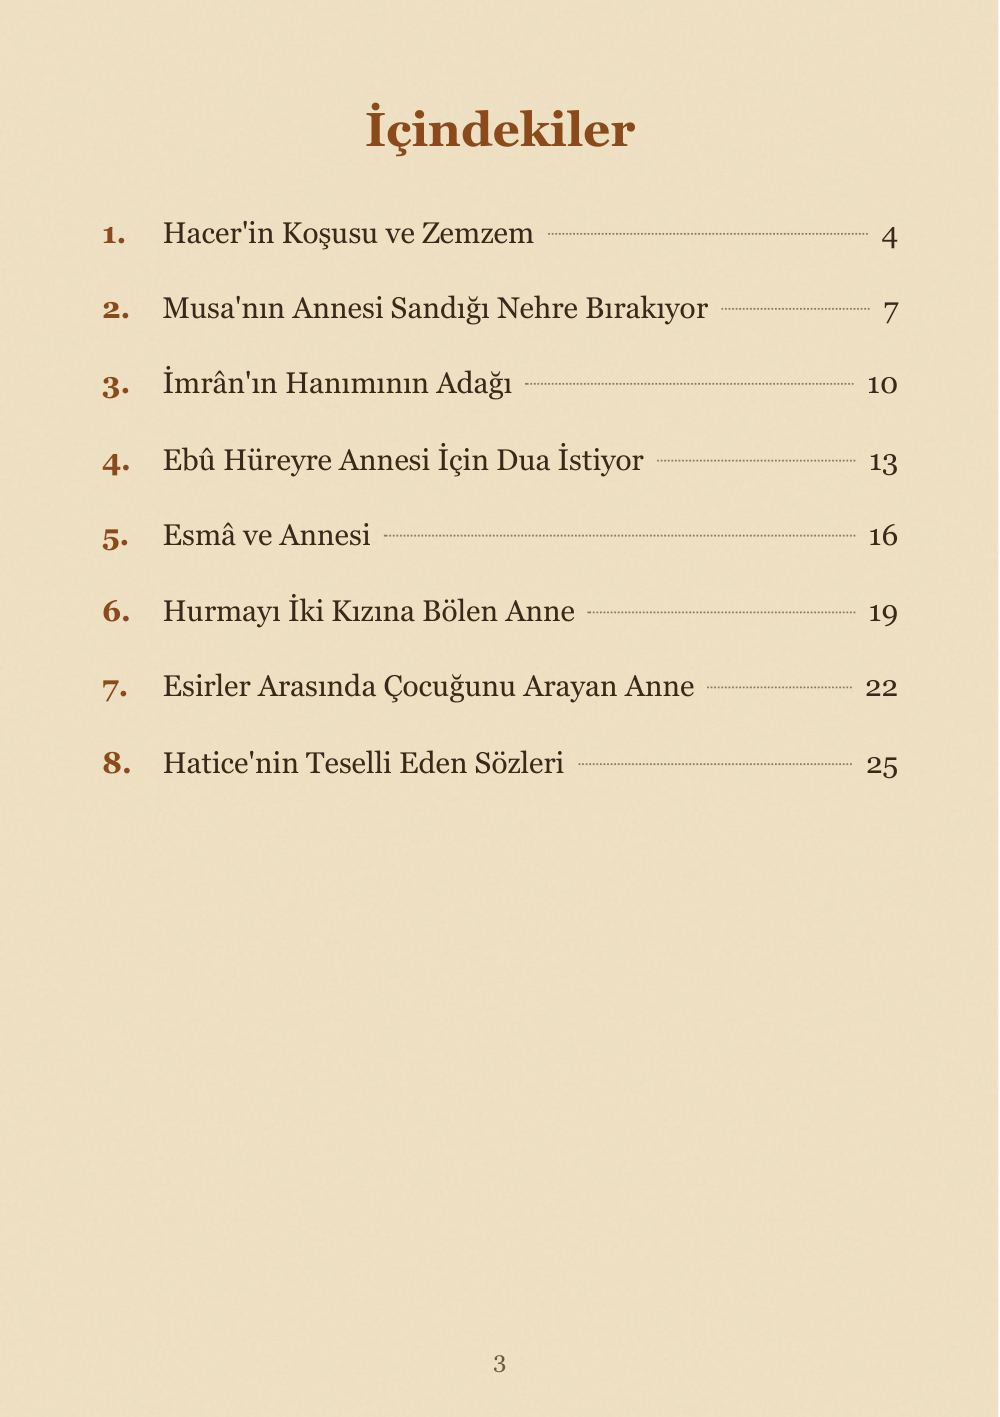 İçindekiler
1. Hacer'in Koşusu ve Zemzem 4
2. Musa'nın Annesi Sandığı Nehre Bırakıyor 7
3. İmrân'ın Hanımının Adağı 10
4. Ebû Hüreyre Annesi İçin Dua İstiyor 13
5. Esmâ ve Annesi 16
6. Hurmayı İki Kızına Bölen Anne 19
7. Esirler Arasında Çocuğunu Arayan Anne 22
8. Hatice'nin Teselli Eden Sözleri 25
3